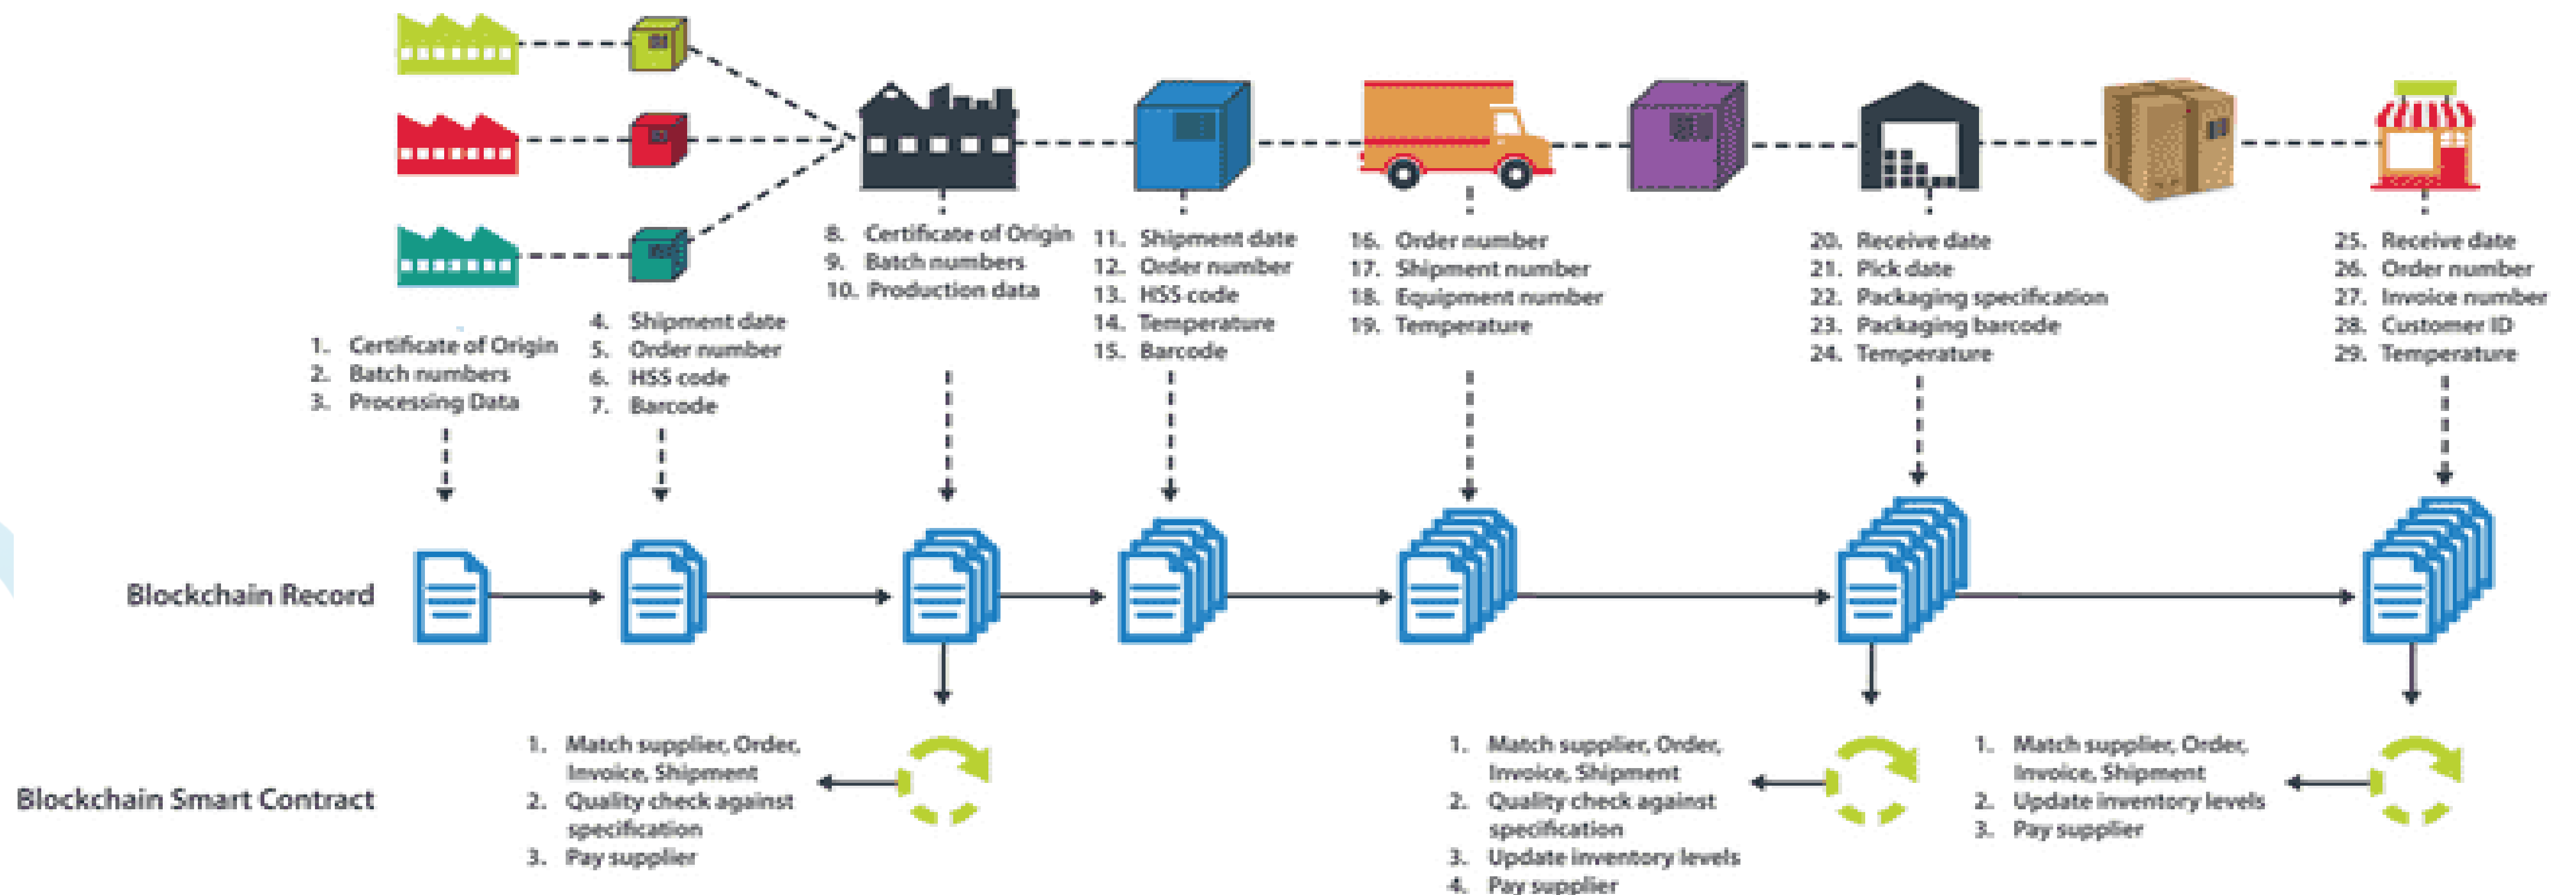 1. Certificate of Origin
2. Batch numbers
3. Processing Data
4. Shipment date
5. Order number
6. HSS code
7. Barcode
8. Certificate of Origin
9. Batch numbers
10. Production data
11. Shipment date
12. Order number
13. HSS code
14. Temperature
15. Barcode
16. Order number
17. Shipment number
18. Equipment number
19. Temperature
20. Receive date
21. Pick date
22. Packaging specification
23. Packaging barcode
24. Temperature
25. Receive date
26. Order number
27. Invoice number
28. Customer ID
29. Temperature
Blockchain Record
Blockchain Smart Contract
1. Match supplier, Order,
Invoice, Shipment
2. Quality check against
specification
3. Pay supplier
1. Match supplier, Order,
Invoice, Shipment
2. Quality check against
specification
3. Update inventory levels
4. Pay supplier
1. Match supplier, Order,
Invoice, Shipment
2. Update inventory levels
3. Pay supplier